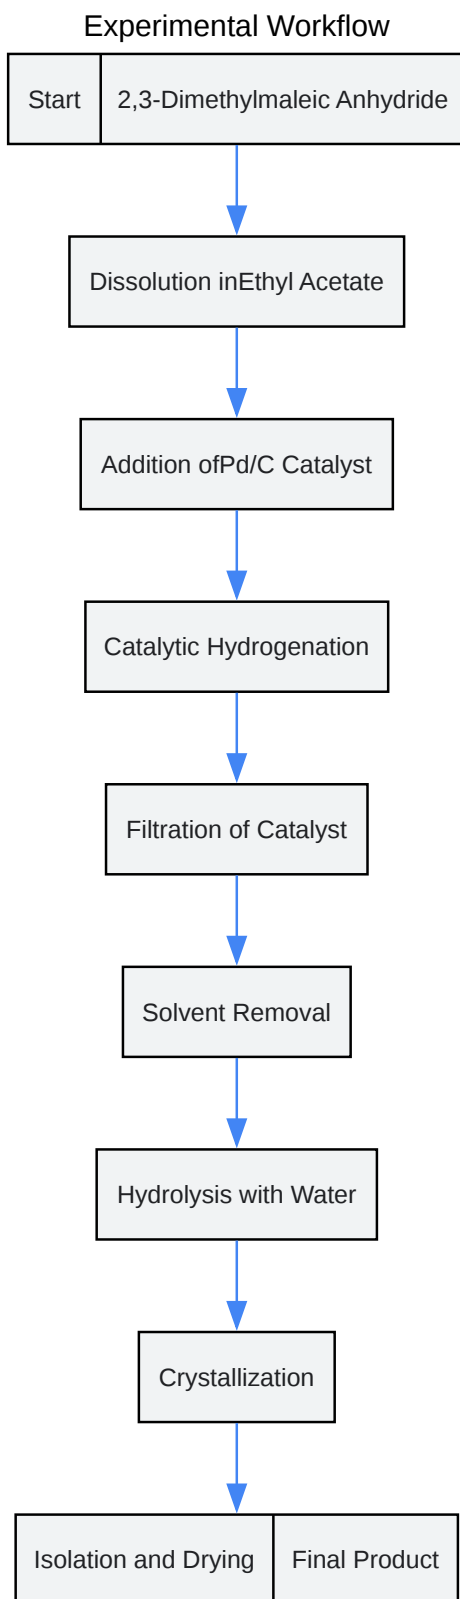 Experimental Workflow
Start
2,3-Dimethylmaleic Anhydride
Dissolution inEthyl Acetate
Addition ofPd/C Catalyst
Catalytic Hydrogenation
Filtration of Catalyst
Solvent Removal
Hydrolysis with Water
Crystallization
Isolation and Drying
Final Product